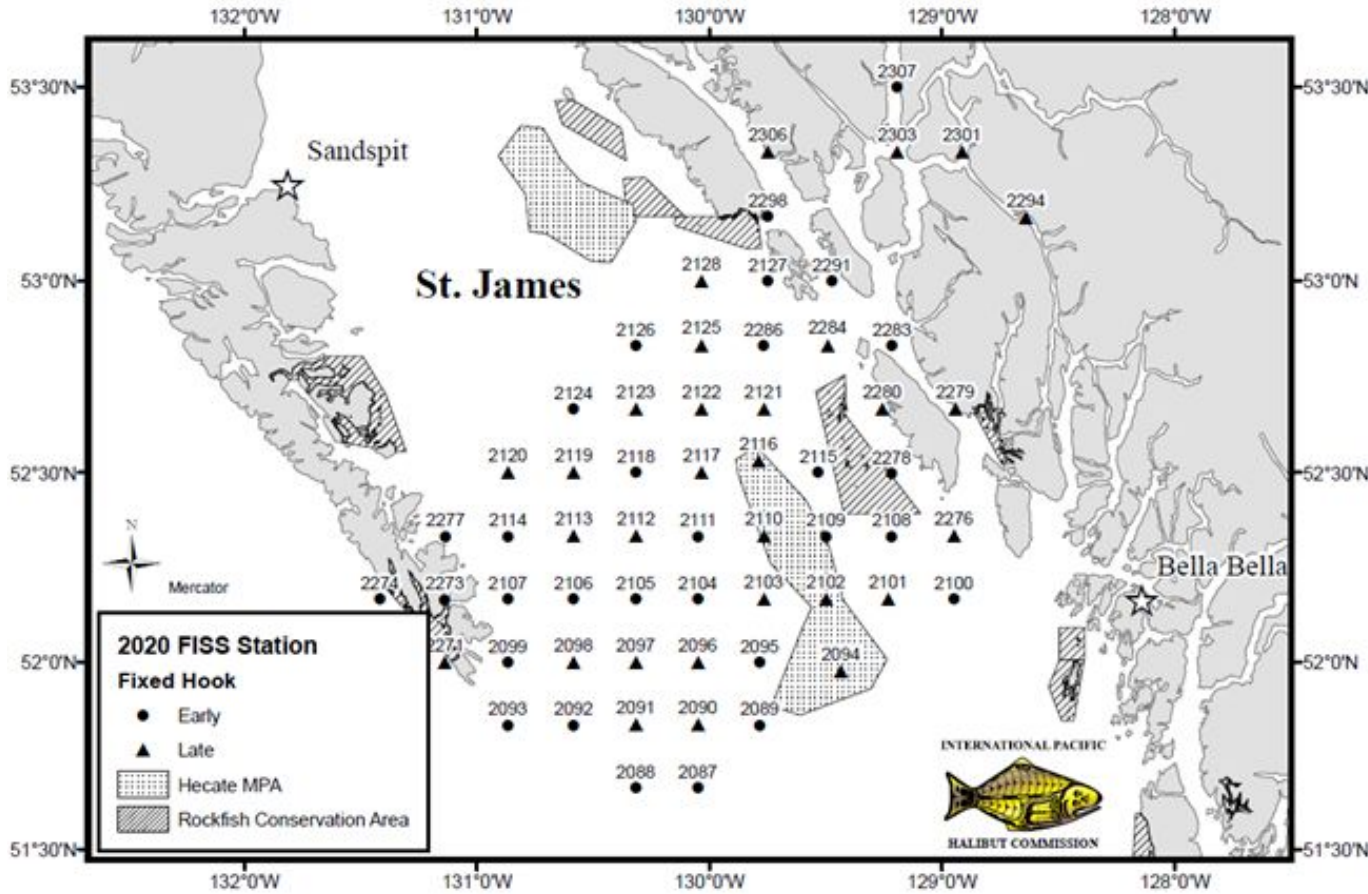 132°0'W 131°0'W 130°0'W 129°0'W 128°0'W
2307
53°30'N 53°30'N
2306 2303 2301
Sandspit
2298 2294
2128 2127 2291
53°0'N 53°0'N
St. James
2126 2125 2286 2284 2283
2124 2123 2122 2121 2280 2279
2120 2119 2118 2117 2116 2115 2278
52°30'N 52°30'N
2277 2114 2113 2112 2111 2110 2109 2108 2276
N
Mercator
Bella Bella
2274 2273 2107 2106 2105 2104 2103 2102 2101 2100
2271 2099 2098 2097 2096 2095 2094
52°0'N 52°0'N
2093 2092 2091 2090 2089
2088 2087
51°30'N 51°30'N
2020 FISS Station
Fixed Hook
Early
Late
Hecate MPA
Rockfish Conservation Area
INTERNATIONAL PACIFIC
HALIBUT COMMISSION
132°0'W 131°0'W 130°0'W 129°0'W 128°0'W